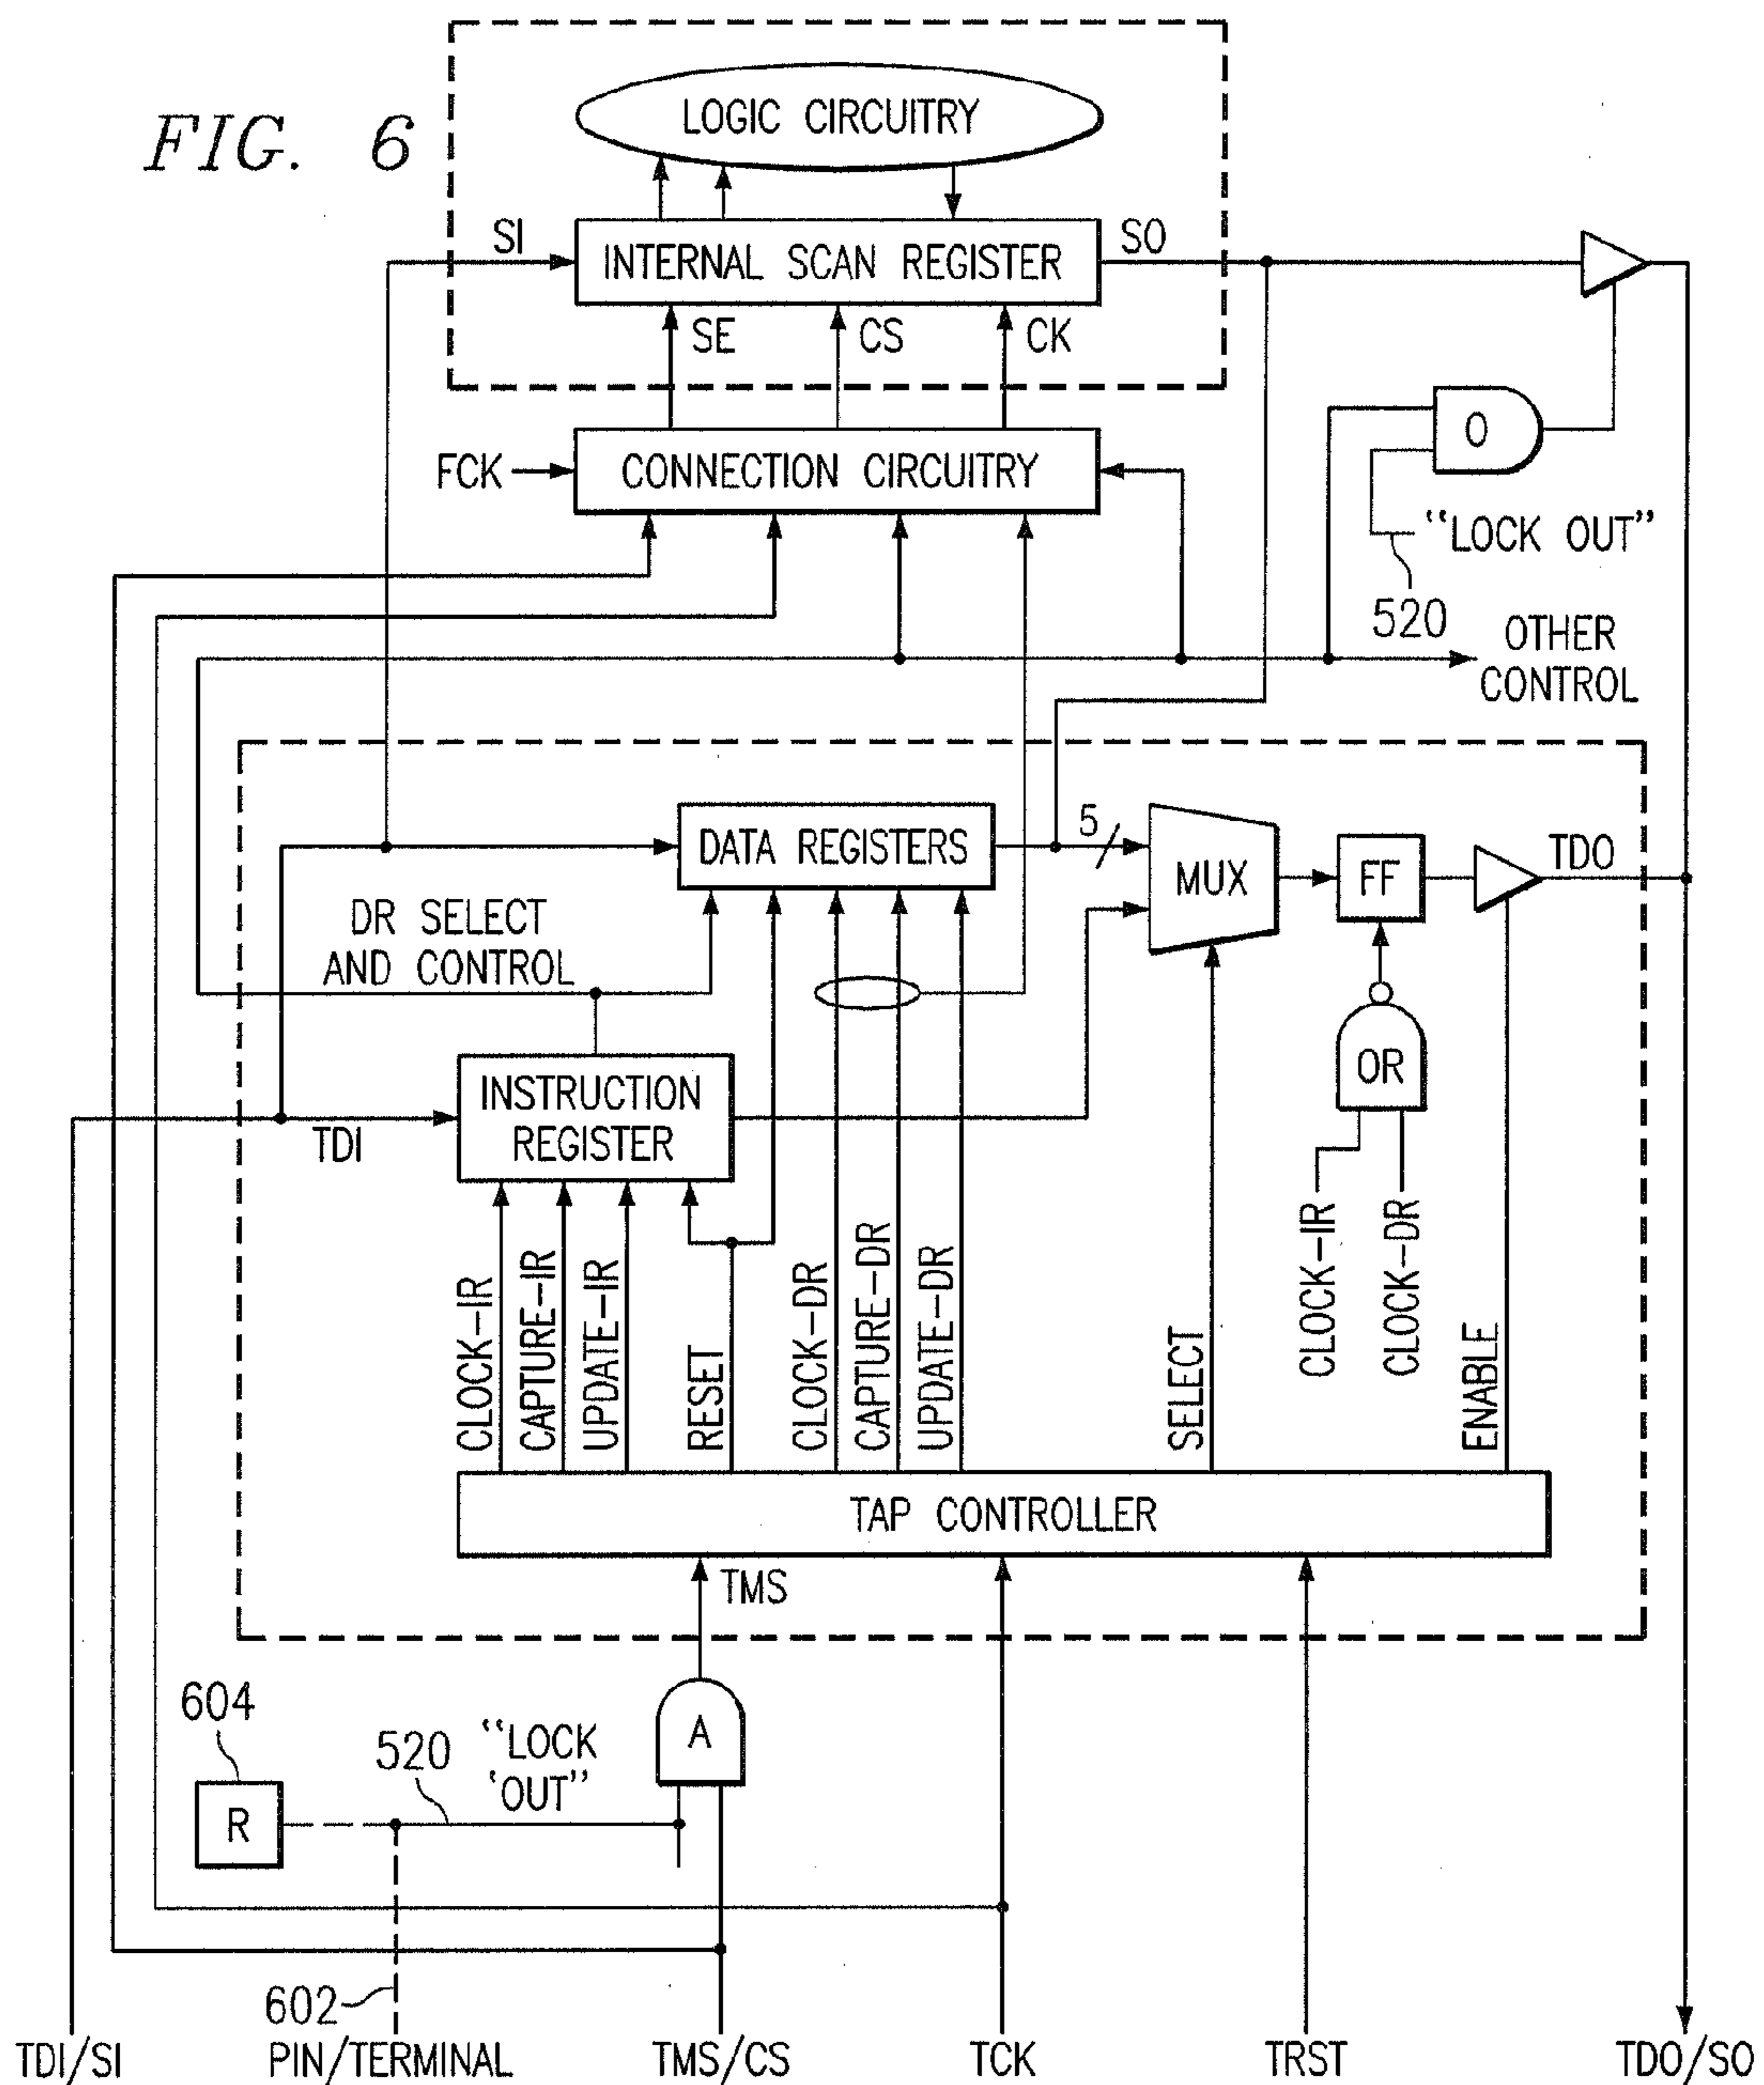 FIG. 6
LOGIC CIRCUITRY
SI
INTERNAL SCAN REGISTER
SO
SE
CS
CK
O
FCK
CONNECTION CIRCUITRY
"LOCK OUT"
520
OTHER
CONTROL
DATA REGISTERS
5
MUX
FF
TDO
DR SELECT
AND CONTROL
INSTRUCTION
REGISTER
OR
TDI
CLOCK-IR
CAPTURE-IR
UPDATE-IR
RESET
CLOCK-DR
CAPTURE-DR
UPDATE-DR
SELECT
CLOCK-IR
CLOCK-DR
ENABLE
TAP CONTROLLER
TMS
604
520
"LOCK
'OUT"
A
R
602
TDI/SI
PIN/TERMINAL
TMS/CS
TCK
TRST
TDO/SO